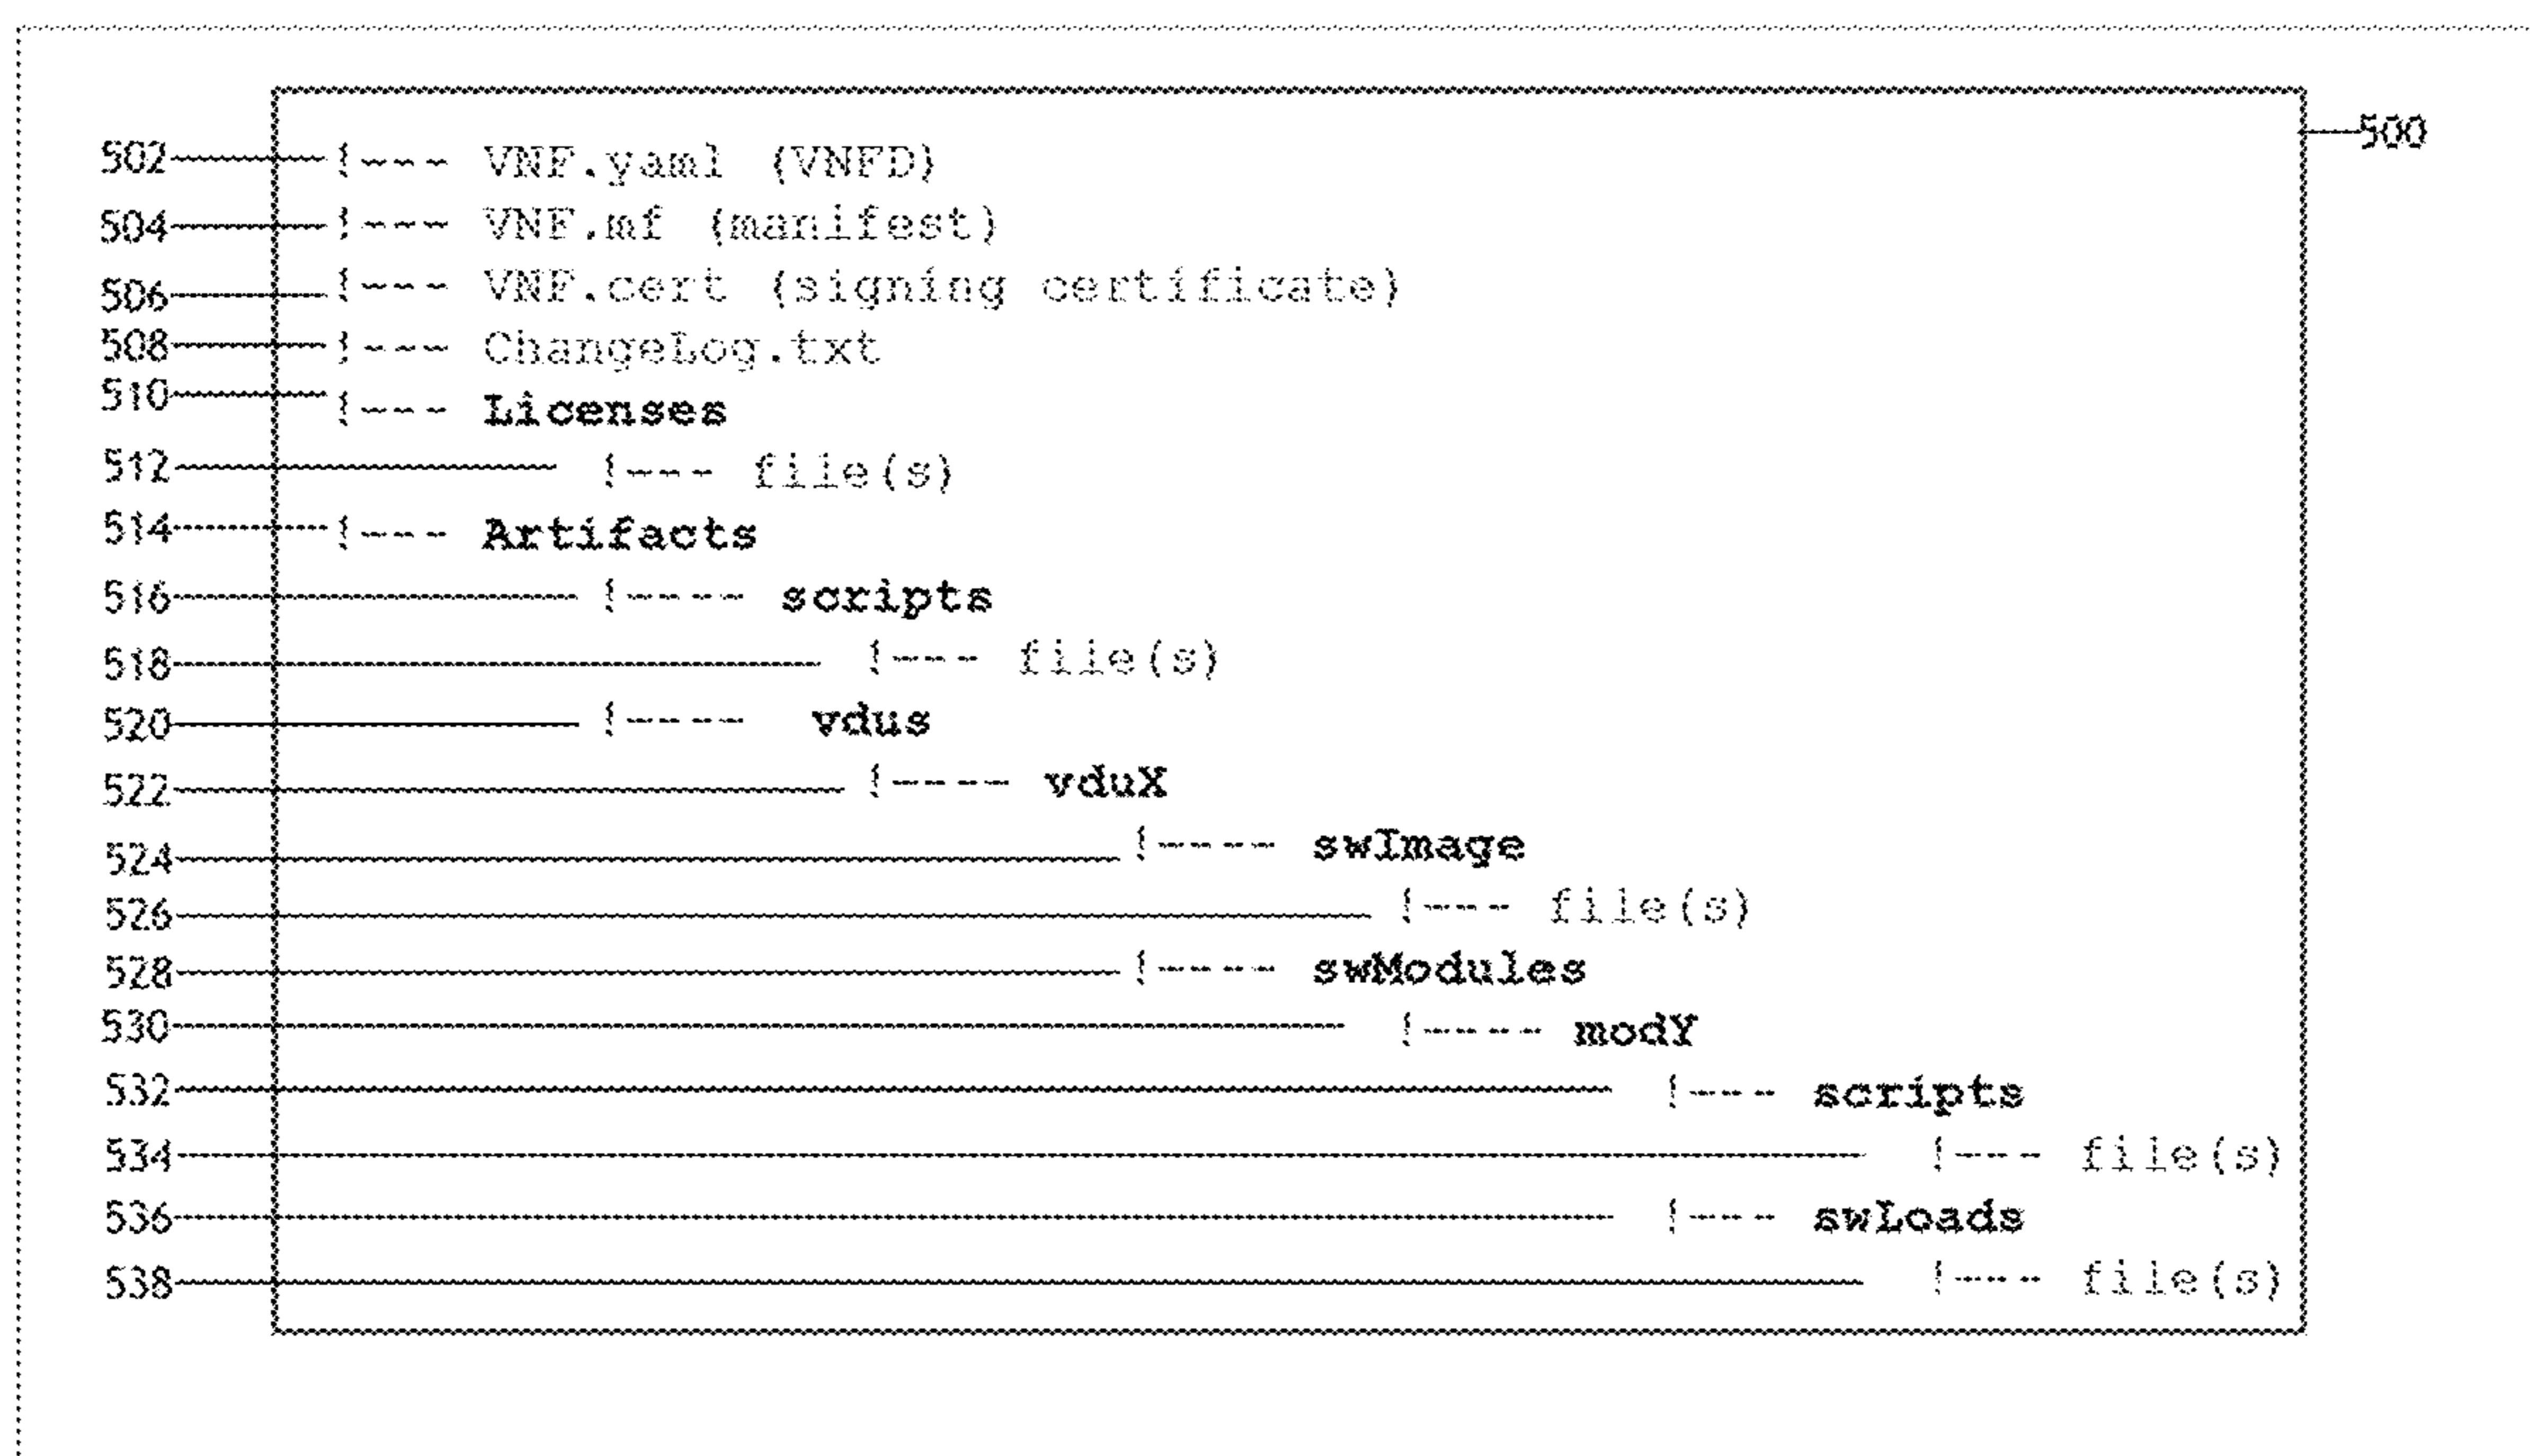 500
502 |--- VNF.yaml (VNFD)
504 |--- VNF.mf (manifest)
506 |--- VNF.cert (signing certificate)
508 |--- ChangeLog.txt
510 |--- Licenses
512 |--- file(s)
514 |--- Artifacts
516 |---- scripts
518 |--- file(s)
520 |---- vdus
522 |---- vduX
524 |---- swImage
526 |--- file(s)
528 |---- swModules
530 |---- modY
532 |--- scripts
534 |--- file(s)
536 |--- swLoads
538 |--- file(s)